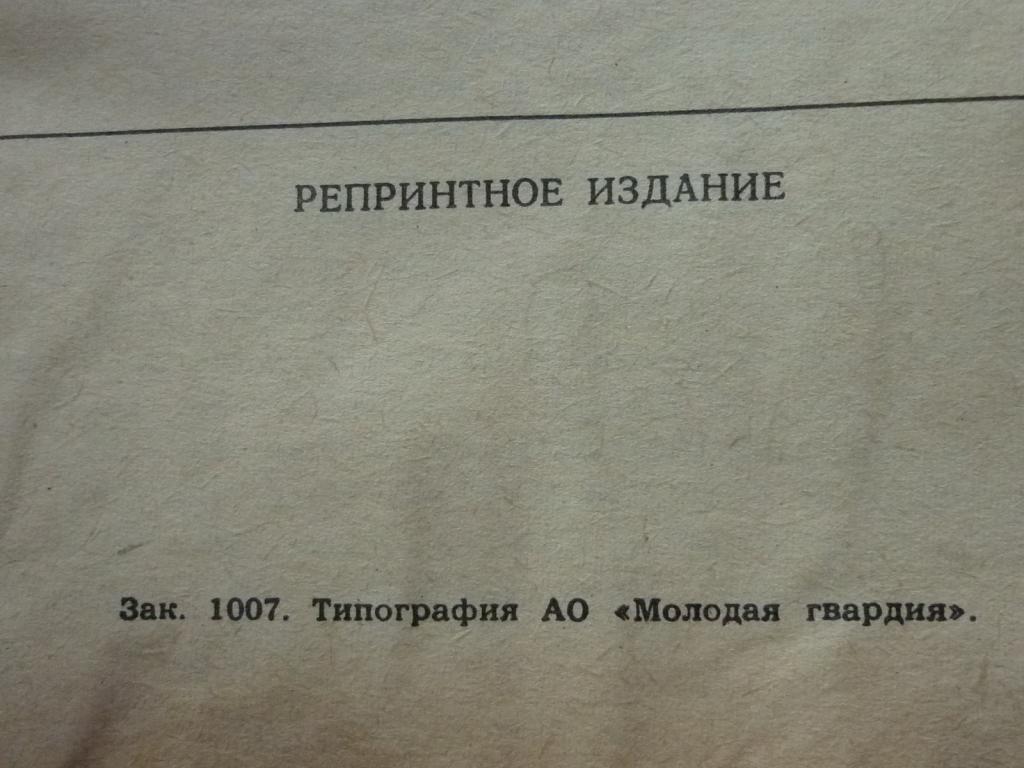 РЕПРИНТНОЕ ИЗДАНИЕ
Зак. 1007. Типография АО «Молодая гвардия».